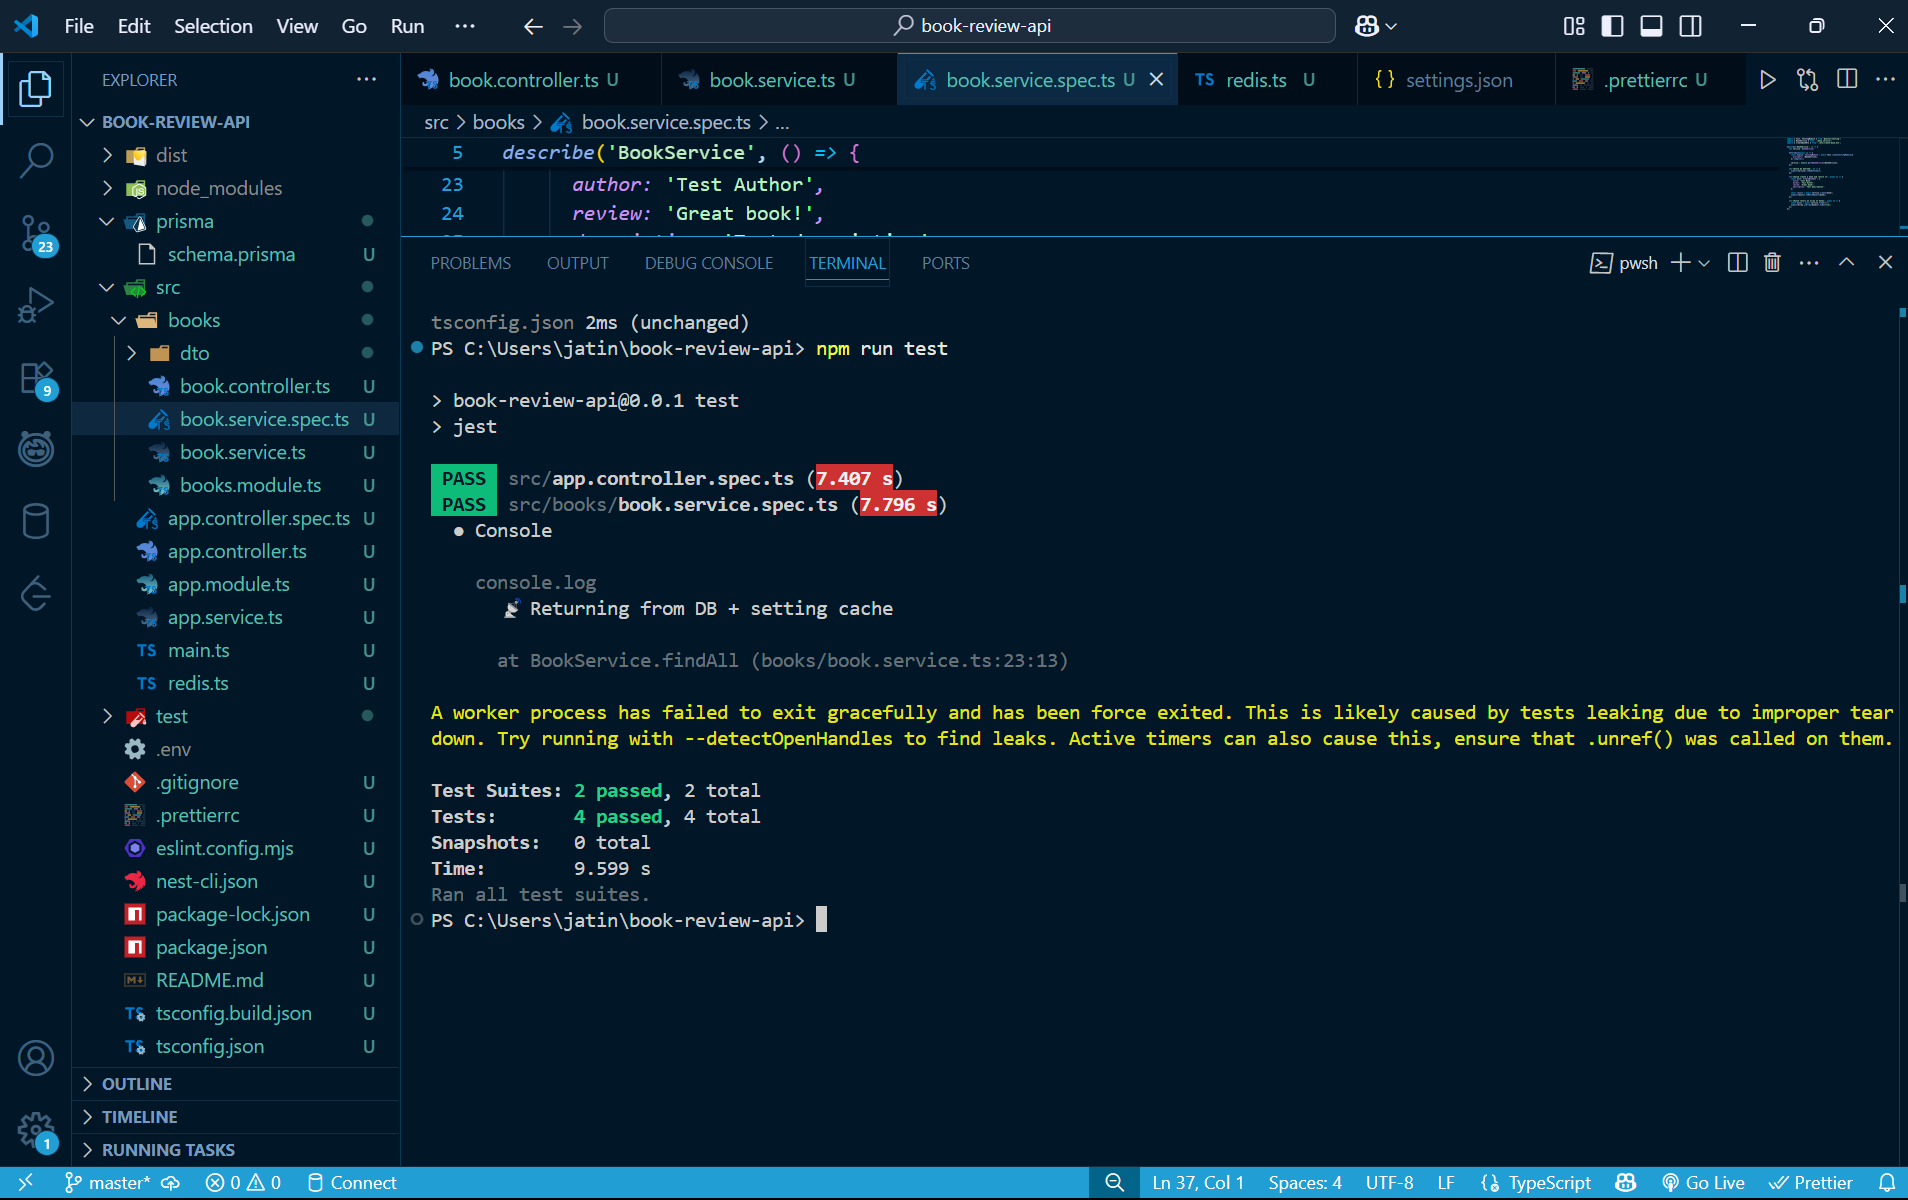 File Edit Selection View Go Run ···
book-review-api
EXPLORER
BOOK-REVIEW-API
dist
node_modules
prisma
schema.prisma U
src
books
dto
book.controller.ts U
book.service.spec.ts U
book.service.ts U
books.module.ts U
app.controller.spec.ts U
app.controller.ts U
app.module.ts U
app.service.ts U
TS main.ts U
TS redis.ts U
test
.env
.gitignore U
.prettierrc U
eslint.config.mjs U
nest-cli.json U
package-lock.json U
package.json U
README.md U
TS tsconfig.build.json U
TS tsconfig.json U
OUTLINE
TIMELINE
RUNNING TASKS
23
9
1
book.controller.ts U
book.service.ts U
book.service.spec.ts U
TS redis.ts U
{} settings.json
.prettierrc U
src > books > book.service.spec.ts > ...
5 describe('BookService', () => {
23 author: 'Test Author',
24 review: 'Great book!',
PROBLEMS OUTPUT DEBUG CONSOLE TERMINAL PORTS
pwsh
tsconfig.json 2ms (unchanged)
PS C:\Users\jatin\book-review-api> npm run test
> book-review-api@0.0.1 test
> jest
PASS src/app.controller.spec.ts (7.407 s)
PASS src/books/book.service.spec.ts (7.796 s)
● Console
console.log
Returning from DB + setting cache
at BookService.findAll (books/book.service.ts:23:13)
A worker process has failed to exit gracefully and has been force exited. This is likely caused by tests leaking due to improper tear
down. Try running with --detectOpenHandles to find leaks. Active timers can also cause this, ensure that .unref() was called on them.
Test Suites: 2 passed, 2 total
Tests: 4 passed, 4 total
Snapshots: 0 total
Time: 9.599 s
Ran all test suites.
PS C:\Users\jatin\book-review-api>
master* 0 0 Connect
Ln 37, Col 1 Spaces: 4 UTF-8 LF TypeScript Go Live Prettier